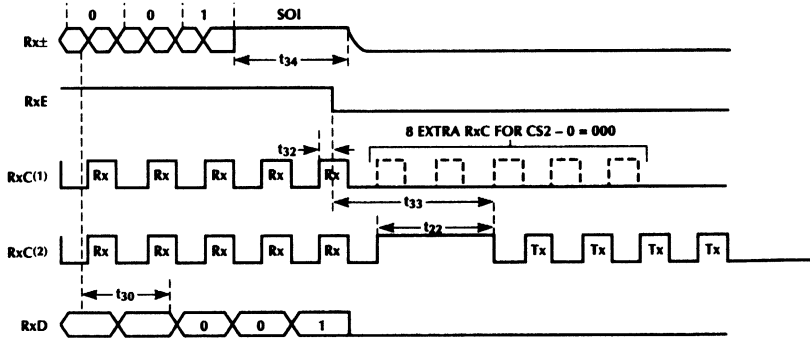 0 0 1 SOI
Rx±
t34
RxE
8 EXTRA RxC FOR CS2 – 0 = 000
t32
RxC(1) Rx Rx Rx Rx Rx
t33
t22
RxC(2) Rx Rx Rx Rx Rx Tx Tx Tx Tx
t30
RxD 0 0 1